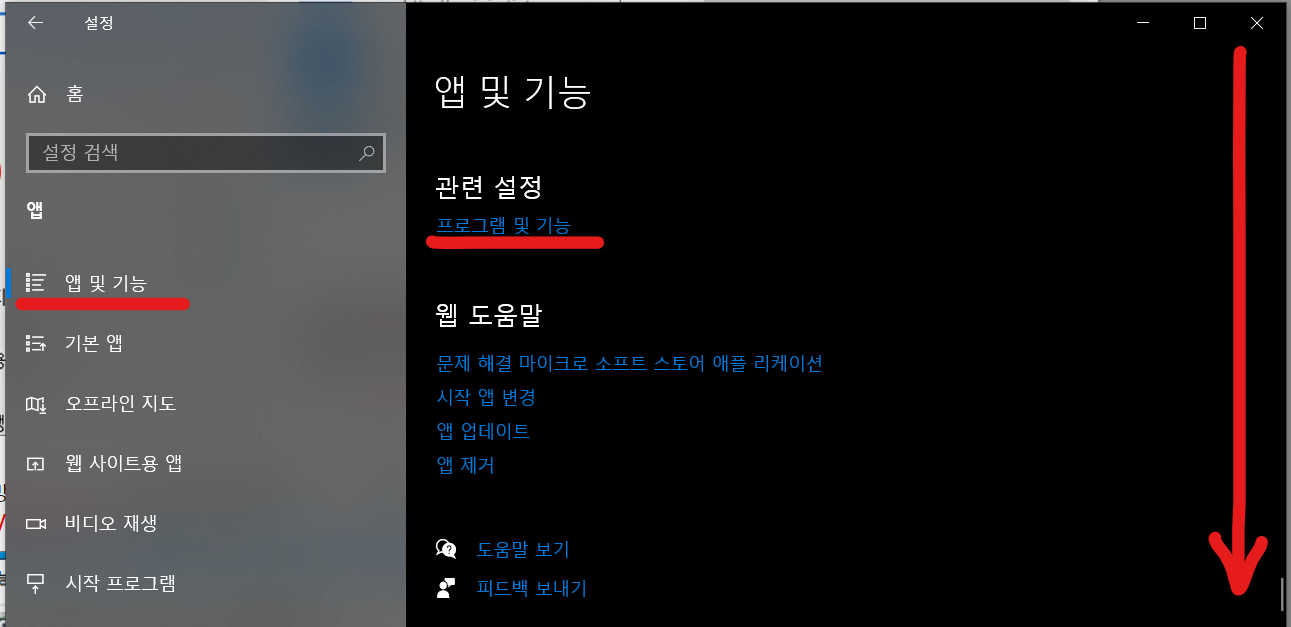 설정
홈
설정 검색
앱
앱 및 기능
기본 앱
오프라인 지도
웹 사이트용 앱
비디오 재생
시작 프로그램
앱 및 기능
관련 설정
프로그램 및 기능
웹 도움말
문제 해결 마이크로 소프트 스토어 애플 리케이션
시작 앱 변경
앱 업데이트
앱 제거
도움말 보기
피드백 보내기